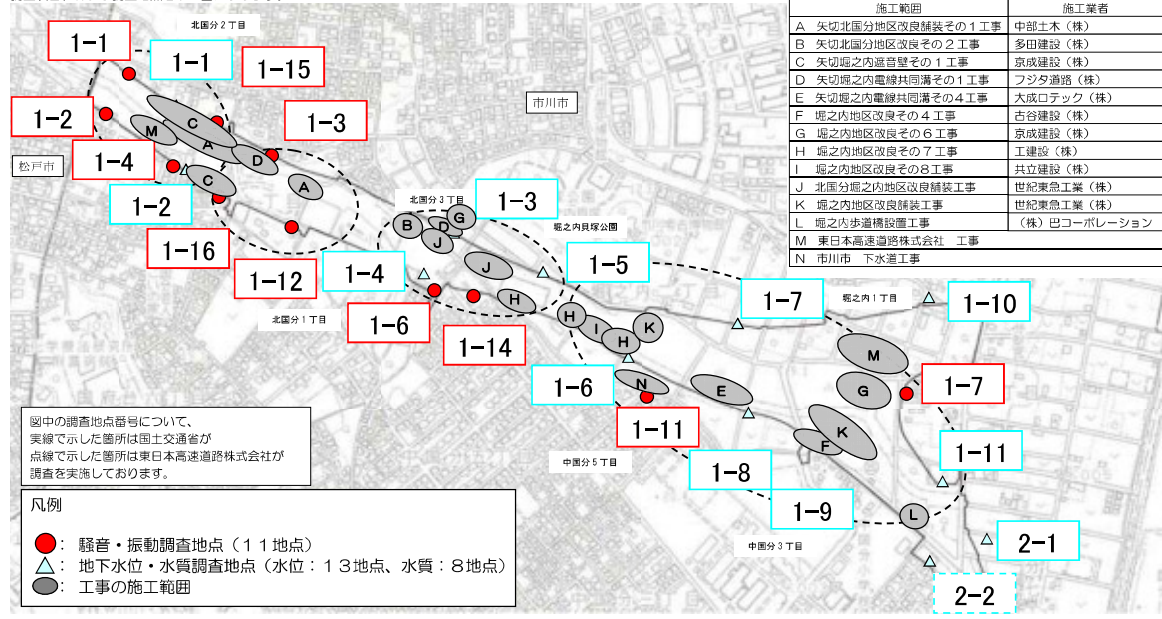 北国分２丁目
1-1
1-1
1-15
1-2
1-3
市川市
松戸市
1-4
M
C
A
D
C
A
1-2
1-16
1-12
北国分３丁目
1-3
B
D
G
J
堀之内貝塚公園
J
H
1-4
北国分１丁目
1-6
1-14
1-5
1-7
堀之内１丁目
1-10
H
I
H
K
M
G
1-7
1-6
N
E
1-11
K
F
中国分５丁目
1-8
1-9
1-11
L
中国分３丁目
2-1
2-2
施工範囲 施工業者
A 矢切北国分地区改良舗装その１工事 中部土木（株）
B 矢切北国分地区改良その２工事 多田建設（株）
C 矢切堀之内遮音壁その１工事 京成建設（株）
D 矢切堀之内電線共同溝その１工事 フジタ道路（株）
E 矢切堀之内電線共同溝その４工事 大成ロテック（株）
F 堀之内地区改良その４工事 古谷建設（株）
G 堀之内地区改良その６工事 京成建設（株）
H 堀之内地区改良その７工事 工建設（株）
I 堀之内地区改良その８工事 共立建設（株）
J 北国分堀之内地区改良舗装工事 世紀東急工業（株）
K 堀之内地区改良舗装工事 世紀東急工業（株）
L 堀之内歩道橋設置工事 （株）巴コーポレーション
M 東日本高速道路株式会社 工事
N 市川市 下水道工事
図中の調査地点番号について、
実線で示した箇所は国土交通省が
点線で示した箇所は東日本高速道路株式会社が
調査を実施しております。
凡例
： 騒音・振動調査地点（１１地点）
： 地下水位・水質調査地点（水位：１３地点、水質：８地点）
： 工事の施工範囲